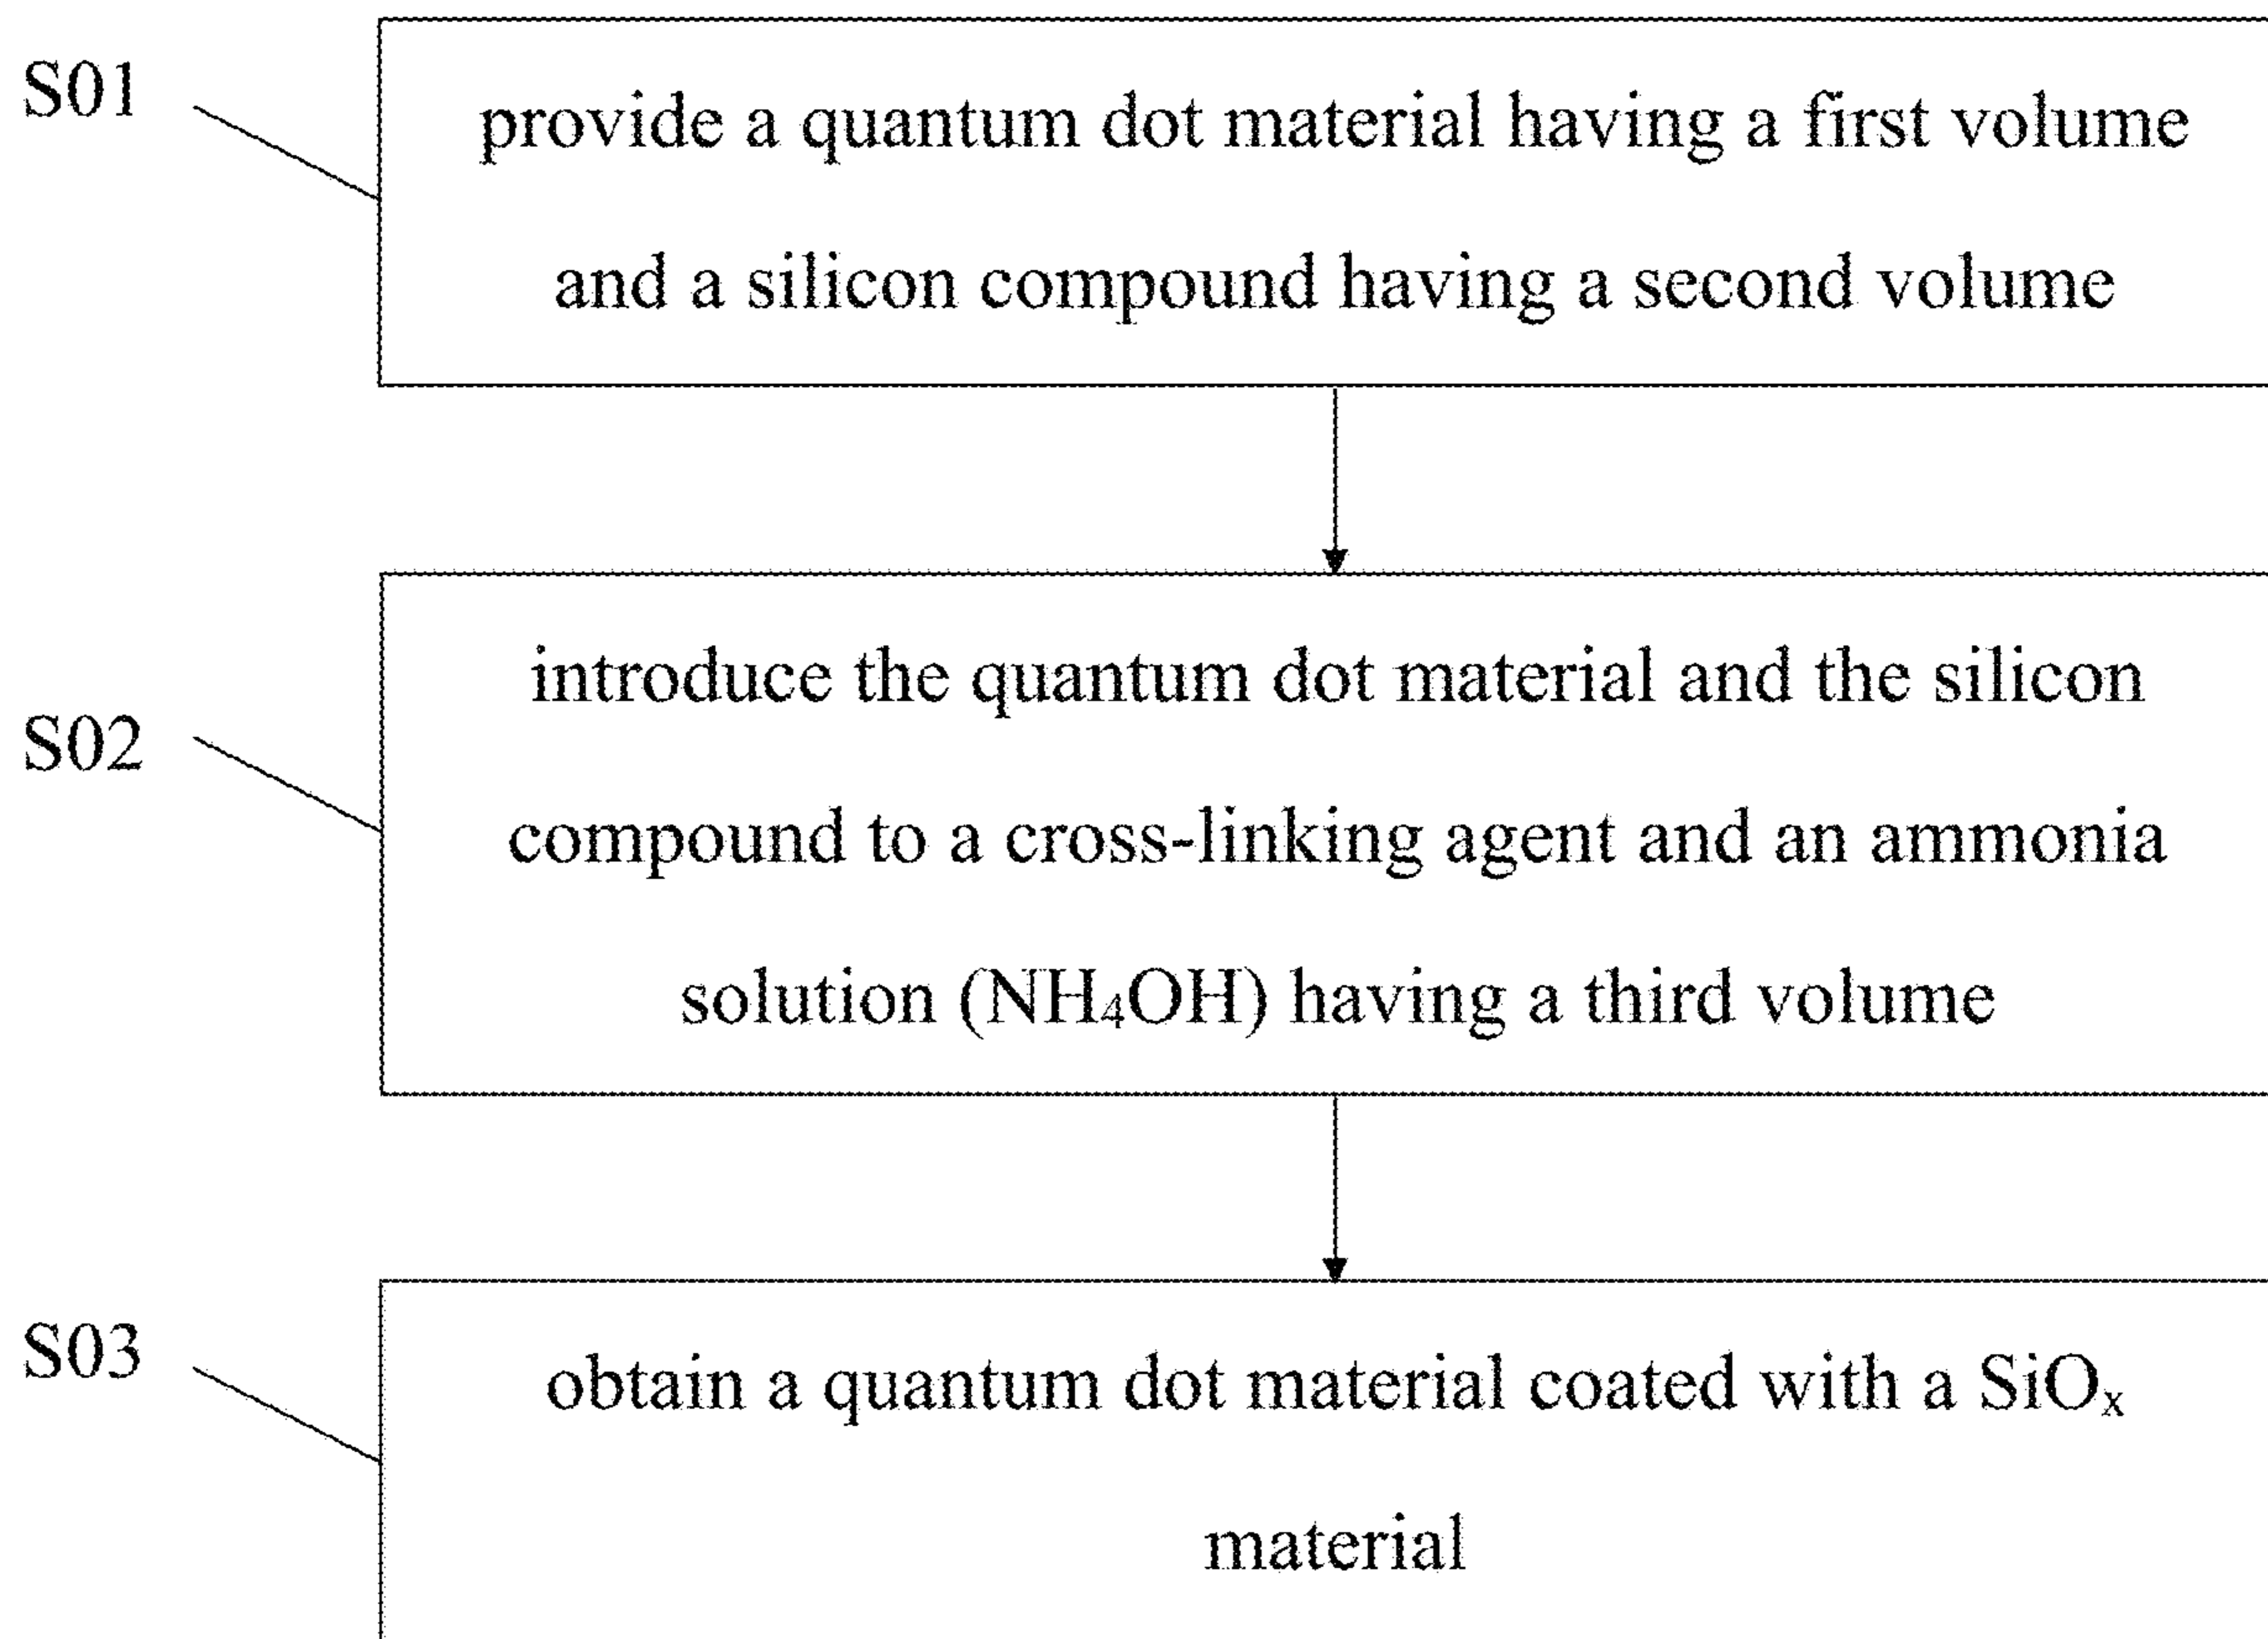 S01
provide a quantum dot material having a first volume
and a silicon compound having a second volume
S02
introduce the quantum dot material and the silicon
compound to a cross-linking agent and an ammonia
solution (NH₄OH) having a third volume
S03
obtain a quantum dot material coated with a SiOₓ
material